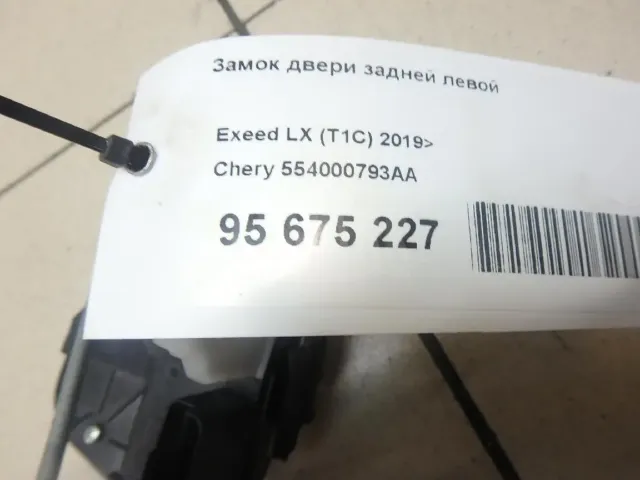 Замок двери задней левой
Exeed LX (T1C) 2019>
Chery 554000793AA
95 675 227